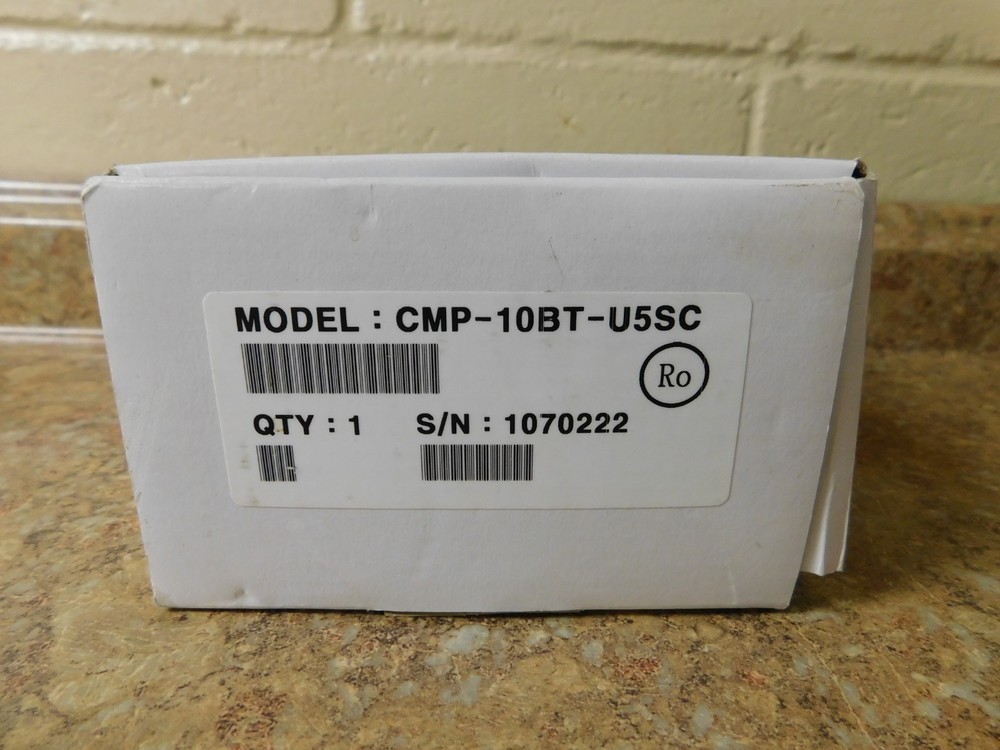 MODEL : CMP-10BT-U5SC
Ro
QTY : 1 S/N : 1070222